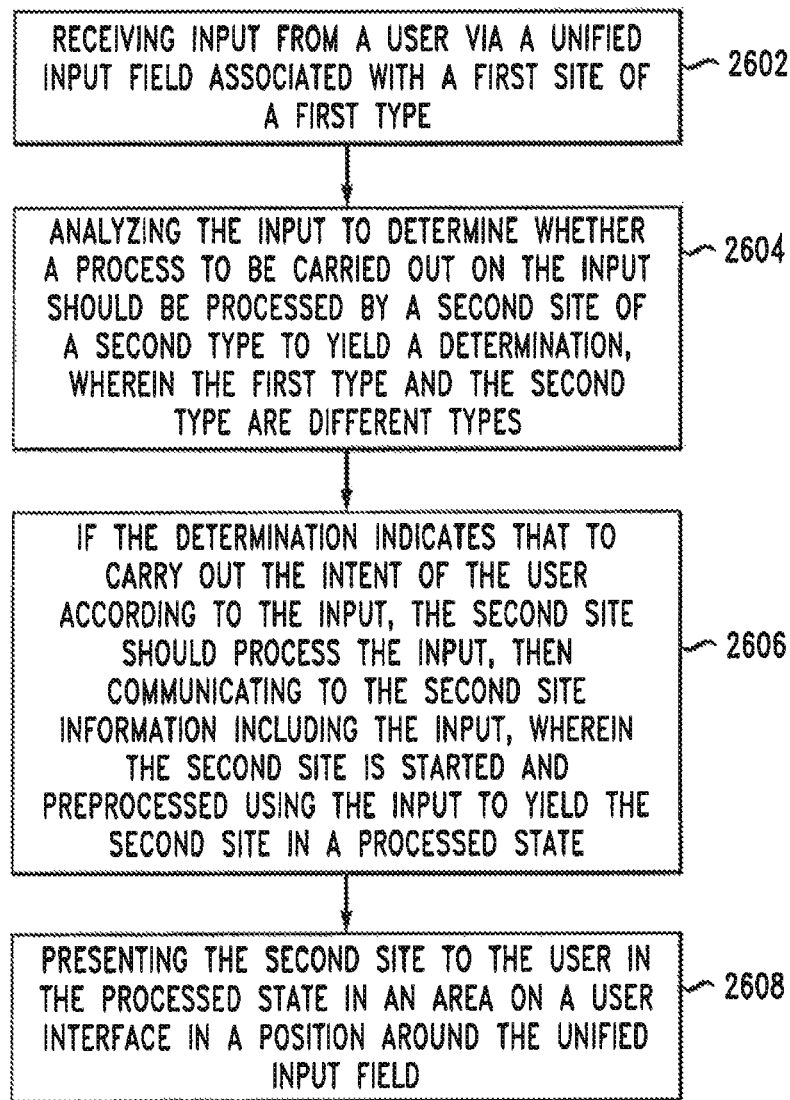 RECEIVING INPUT FROM A USER VIA A UNIFIED
INPUT FIELD ASSOCIATED WITH A FIRST SITE OF
A FIRST TYPE
2602
ANALYZING THE INPUT TO DETERMINE WHETHER
A PROCESS TO BE CARRIED OUT ON THE INPUT
SHOULD BE PROCESSED BY A SECOND SITE OF
A SECOND TYPE TO YIELD A DETERMINATION,
WHEREIN THE FIRST TYPE AND THE SECOND
TYPE ARE DIFFERENT TYPES
2604
IF THE DETERMINATION INDICATES THAT TO
CARRY OUT THE INTENT OF THE USER
ACCORDING TO THE INPUT, THE SECOND SITE
SHOULD PROCESS THE INPUT, THEN
COMMUNICATING TO THE SECOND SITE
INFORMATION INCLUDING THE INPUT, WHEREIN
THE SECOND SITE IS STARTED AND
PREPROCESSED USING THE INPUT TO YIELD THE
SECOND SITE IN A PROCESSED STATE
2606
PRESENTING THE SECOND SITE TO THE USER IN
THE PROCESSED STATE IN AN AREA ON A USER
INTERFACE IN A POSITION AROUND THE UNIFIED
INPUT FIELD
2608